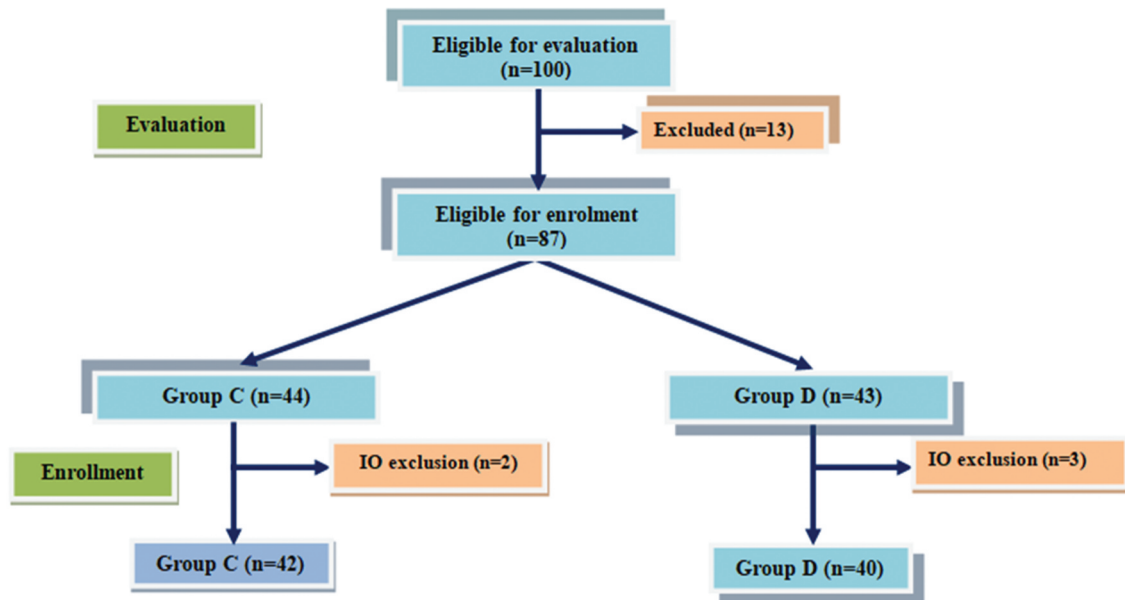 Eligible for evaluation
(n=100)
Evaluation
Excluded (n=13)
Eligible for enrolment
(n=87)
Group C (n=44)
Group D (n=43)
Enrollment
IO exclusion (n=2)
IO exclusion (n=3)
Group C (n=42)
Group D (n=40)